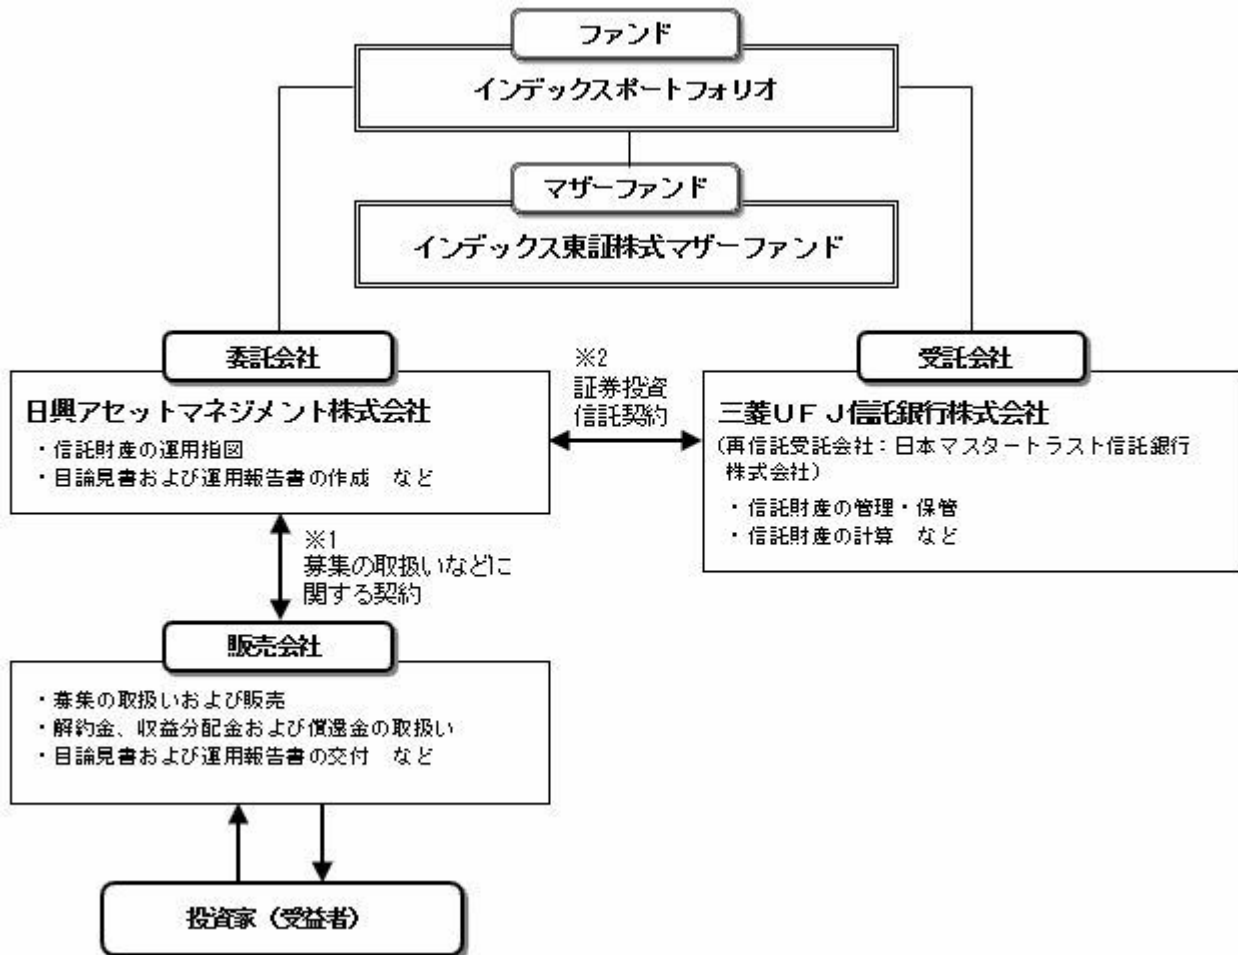 ファンド
インデックスポートフォリオ
マザーファンド
インデックス東証株式マザーファンド
委託会社
日興アセットマネジメント株式会社
・信託財産の運用指図
・目論見書および運用報告書の作成　など
※2
証券投資
信託契約
受託会社
三菱UFJ信託銀行株式会社
(再信託受託会社：日本マスタートラスト信託銀行
株式会社)
・信託財産の管理・保管
・信託財産の計算　など
※1
募集の取扱いなどに
関する契約
販売会社
・募集の取扱いおよび販売
・解約金、収益分配金および償還金の取扱い
・目論見書および運用報告書の交付　など
投資家（受益者）